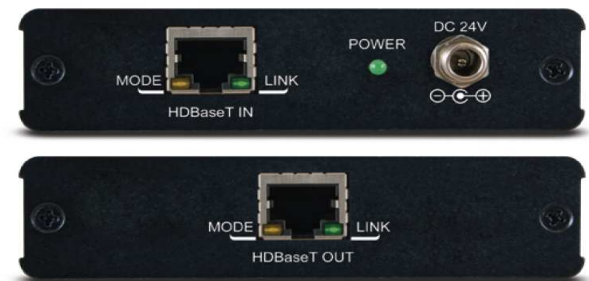 DC 24V
POWER
MODE LINK
HDBaseT IN
MODE LINK
HDBaseT OUT